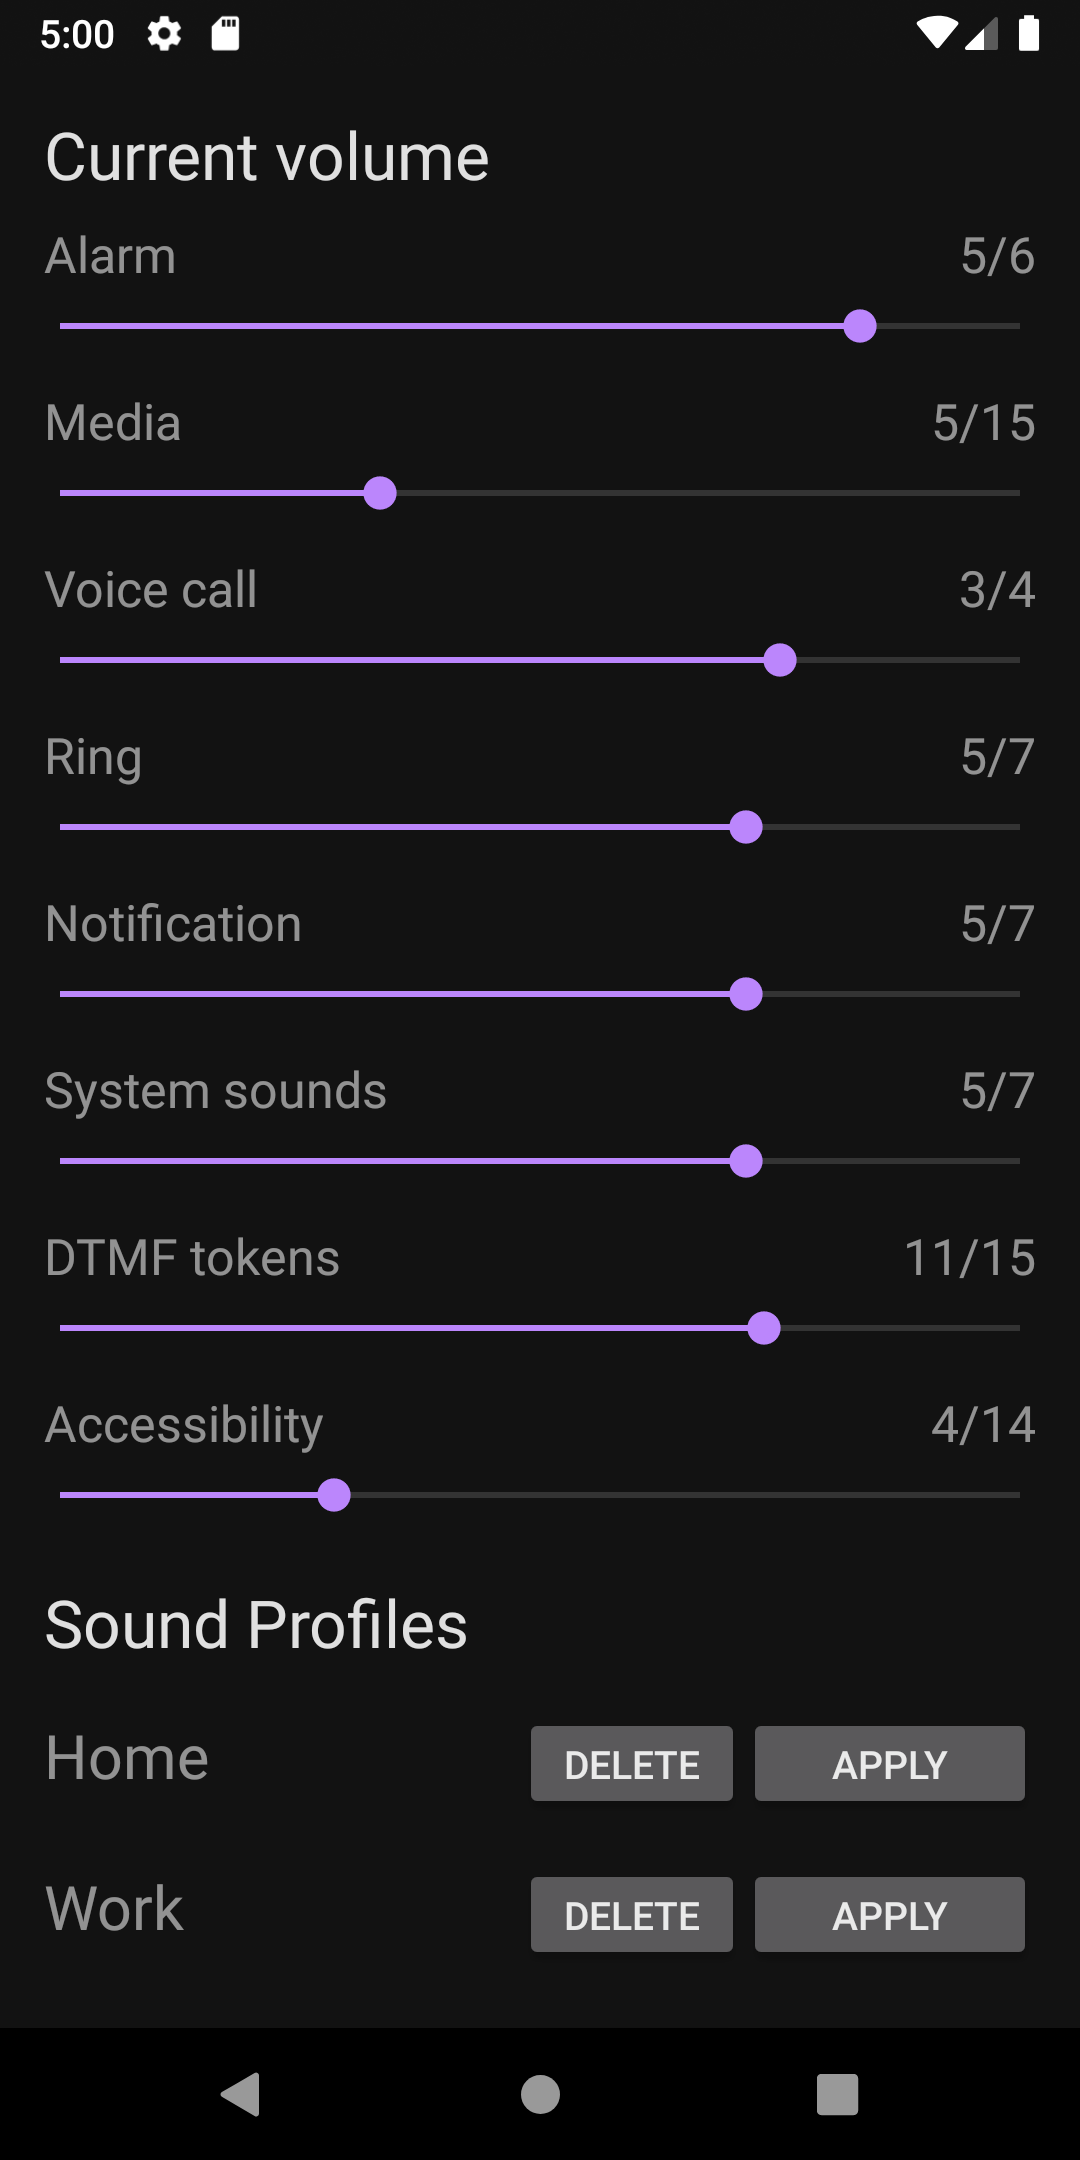 5:00
Current volume
Alarm 5/6
Media 5/15
Voice call 3/4
Ring 5/7
Notification 5/7
System sounds 5/7
DTMF tokens 11/15
Accessibility 4/14
Sound Profiles
Home DELETE APPLY
Work DELETE APPLY